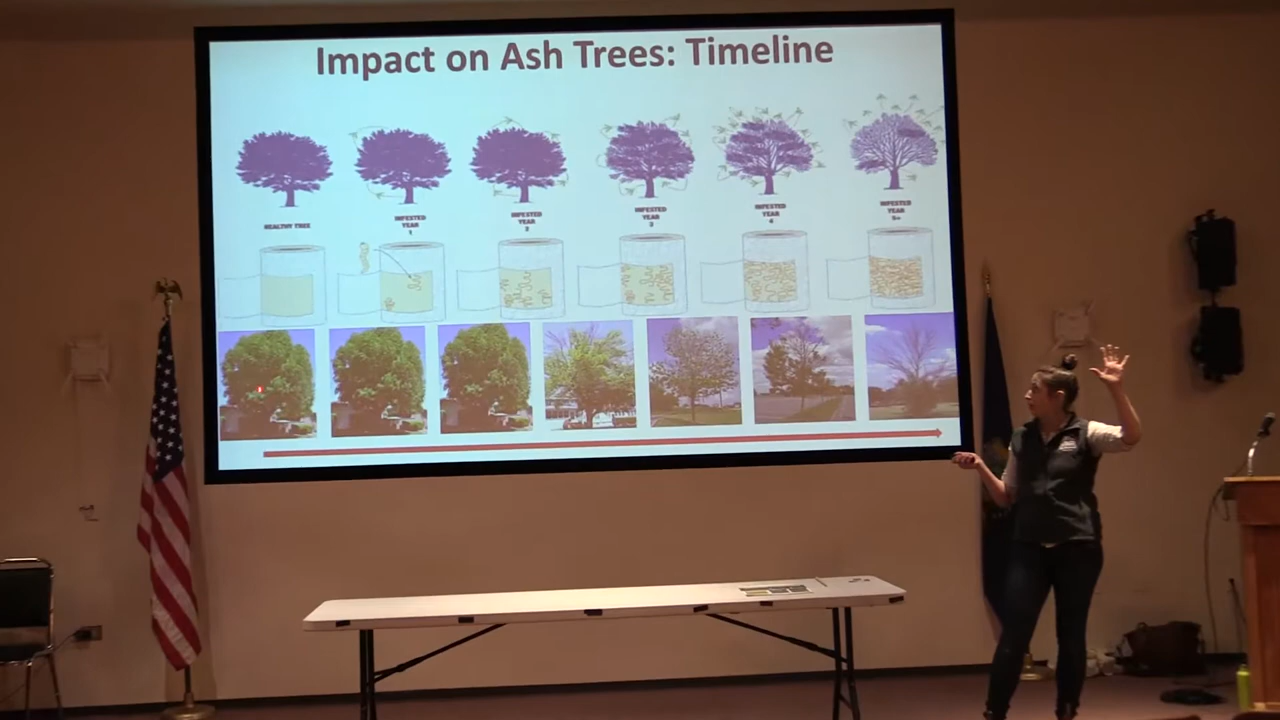 Impact on Ash Trees: Timeline
HEALTHY TREE
INFESTED
YEAR
1
INFESTED
YEAR
2
INFESTED
YEAR
3
INFESTED
YEAR
4
INFESTED
YEAR
5+